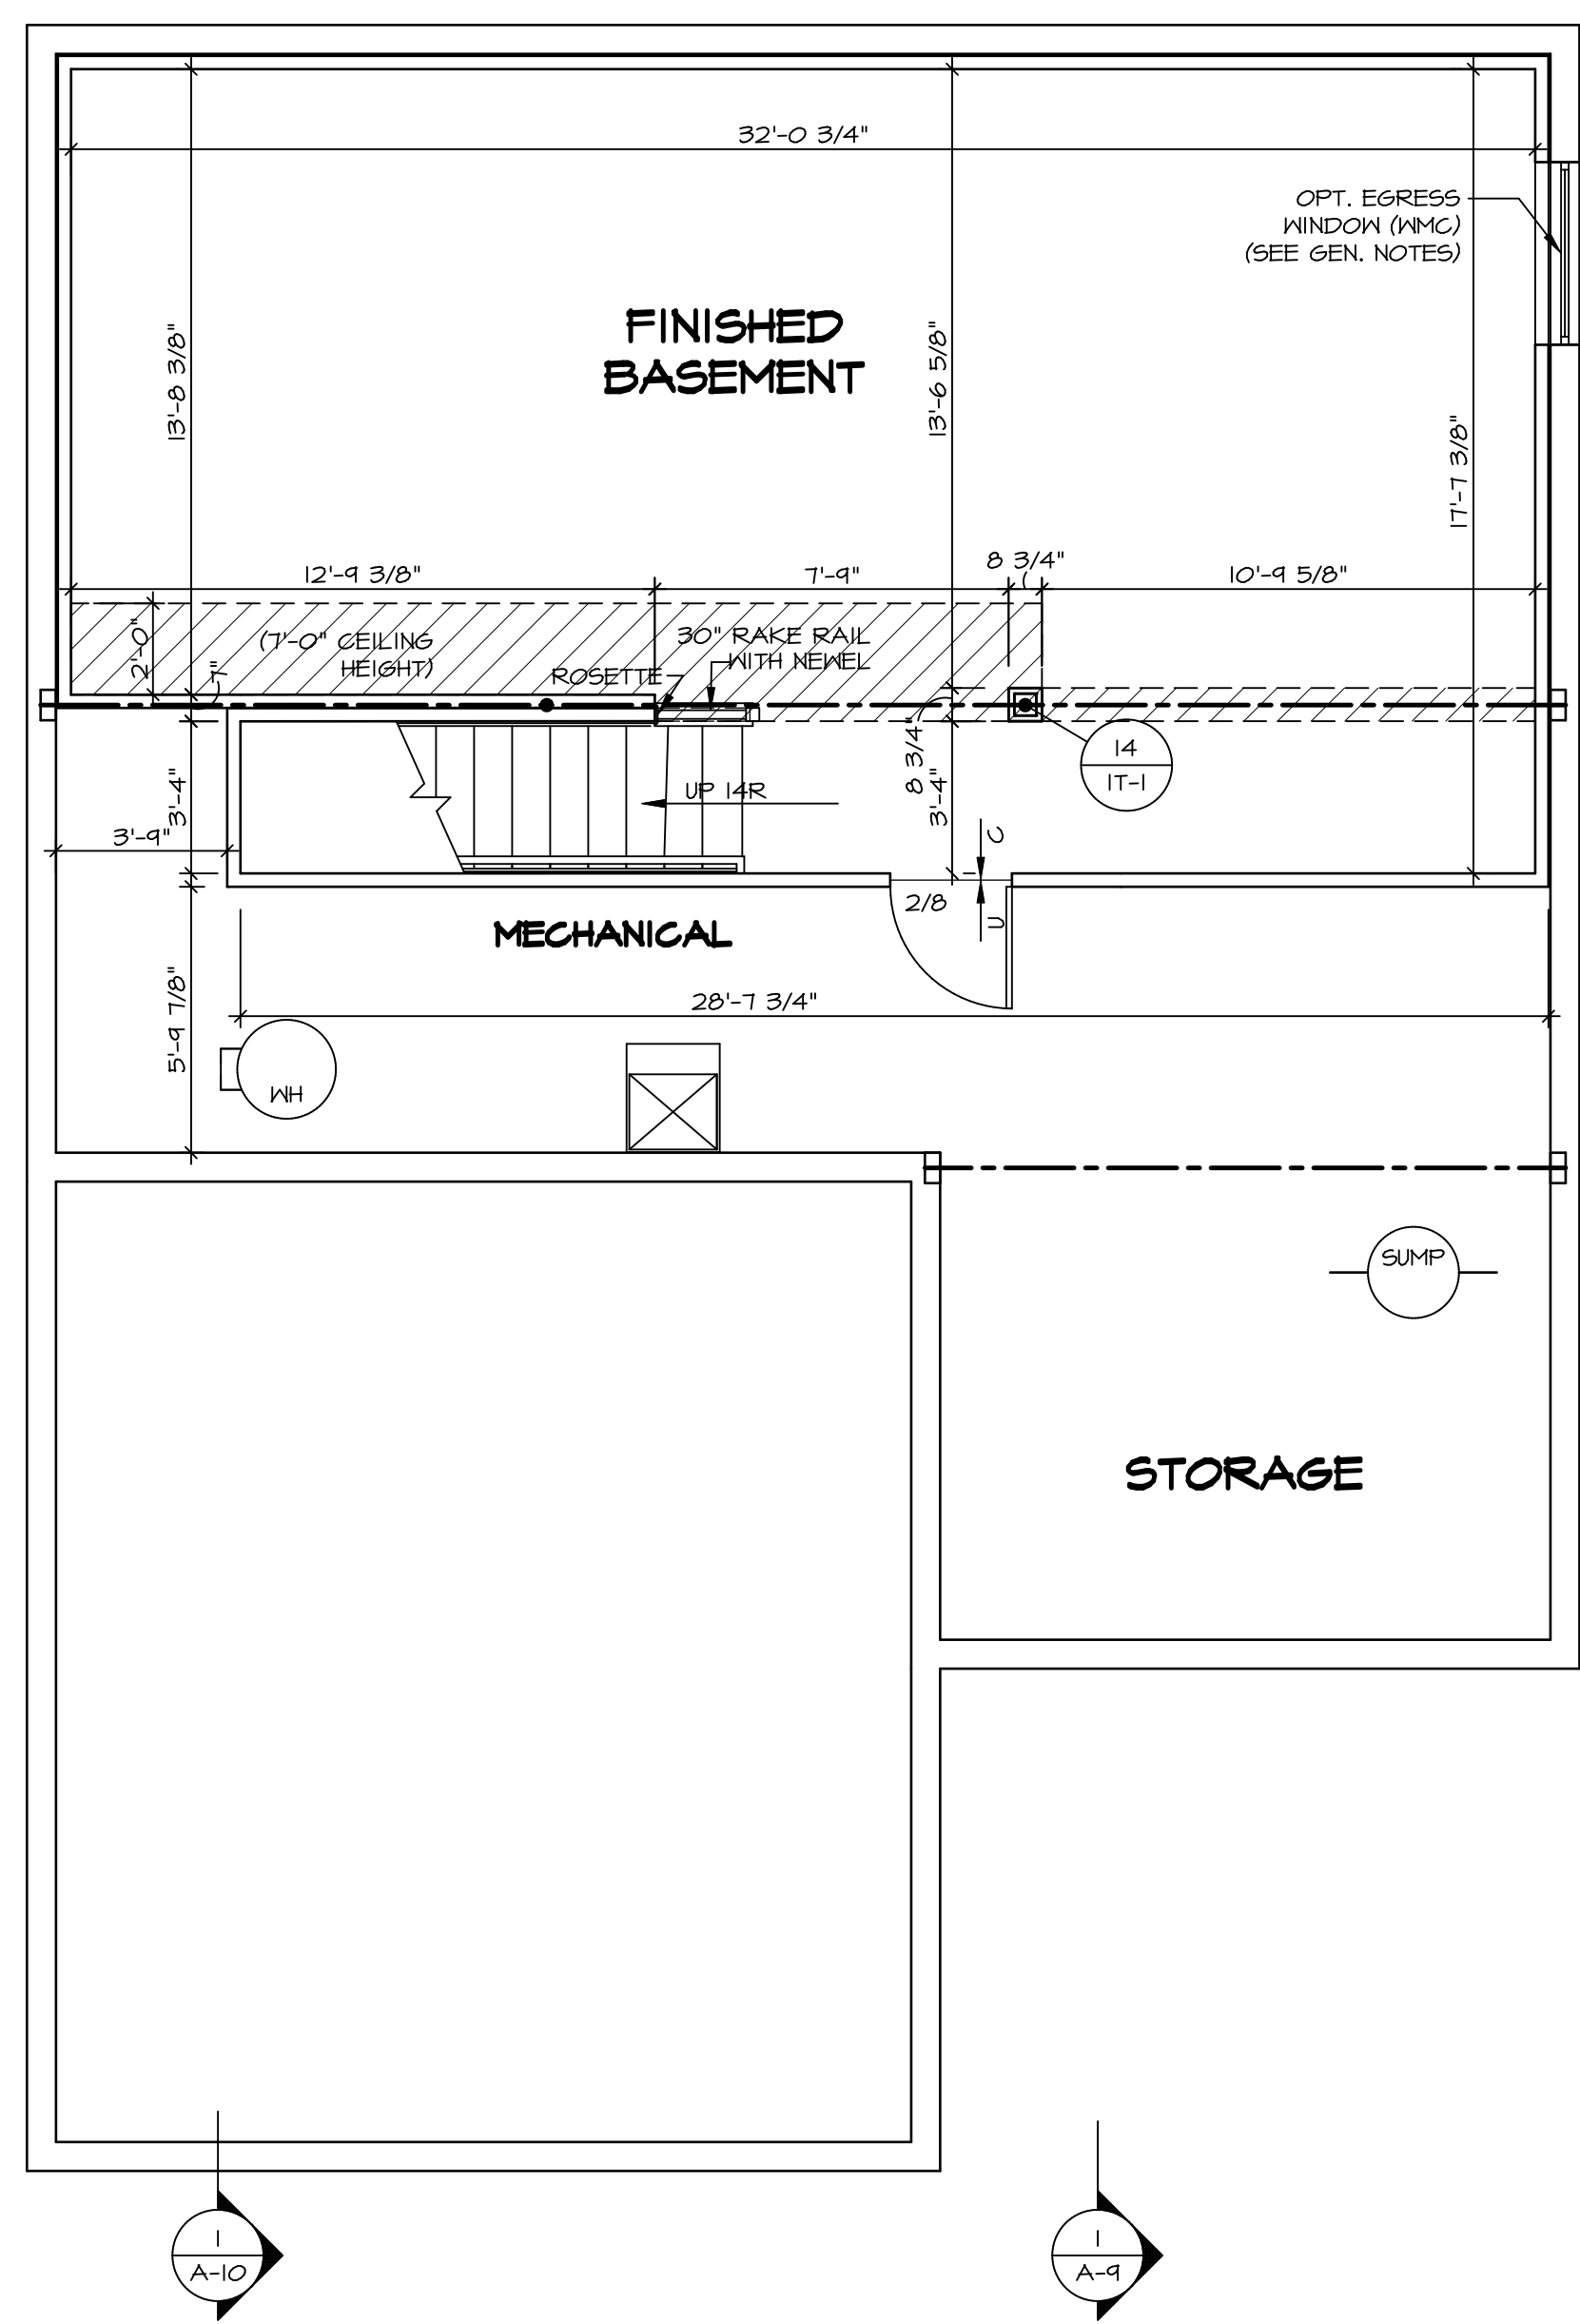 32'-0 3/4"
OPT. EGRESS
WINDOW (WMC)
(SEE GEN. NOTES)
FINISHED
BASEMENT
13'-8 3/8"
13'-6 5/8"
17'-7 3/8"
12'-9 3/8"
7'-9"
8 3/4"
10'-9 5/8"
2'-0"
(7'-0" CEILING
HEIGHT)
7"
ROSETTE
30" RAKE RAIL
WITH NEWEL
8 3/4"
14
1T-1
3'-4"
UP 14R
3'-4"
3'-9"
C
2/8
U
MECHANICAL
28'-7 3/4"
5'-9 7/8"
WH
SUMP
STORAGE
1
A-10
1
A-9